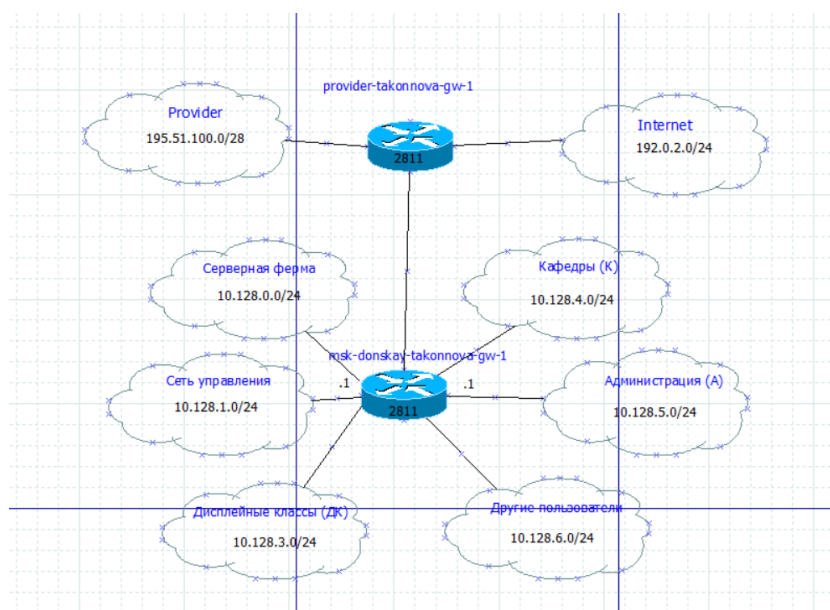 provider-takonnova-gw-1
Provider
195.51.100.0/28
2811
Internet
192.0.2.0/24
Серверная ферма
10.128.0.0/24
Кафедры (К)
10.128.4.0/24
msk-donskay-takonnova-gw-1
Сеть управления
10.128.1.0/24
.1
.1
2811
Администрация (А)
10.128.5.0/24
Дисплейные классы (ДК)
10.128.3.0/24
Другие пользователи
10.128.6.0/24